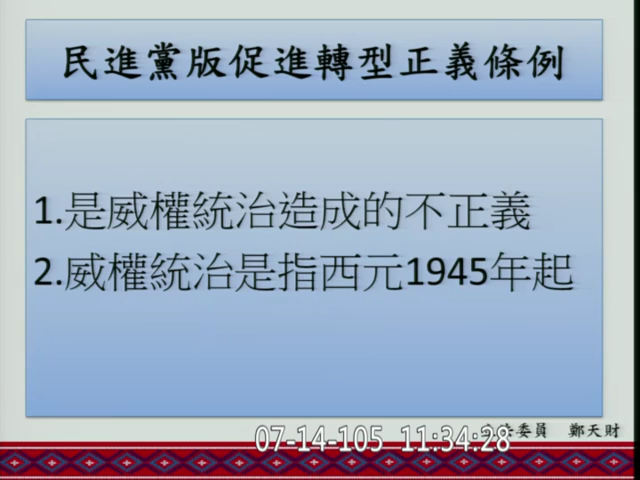 民進黨版促進轉型正義條例
1.是威權統治造成的不正義
2.威權統治是指西元1945年起
07-14-105 11:34:28
委員 鄭天財